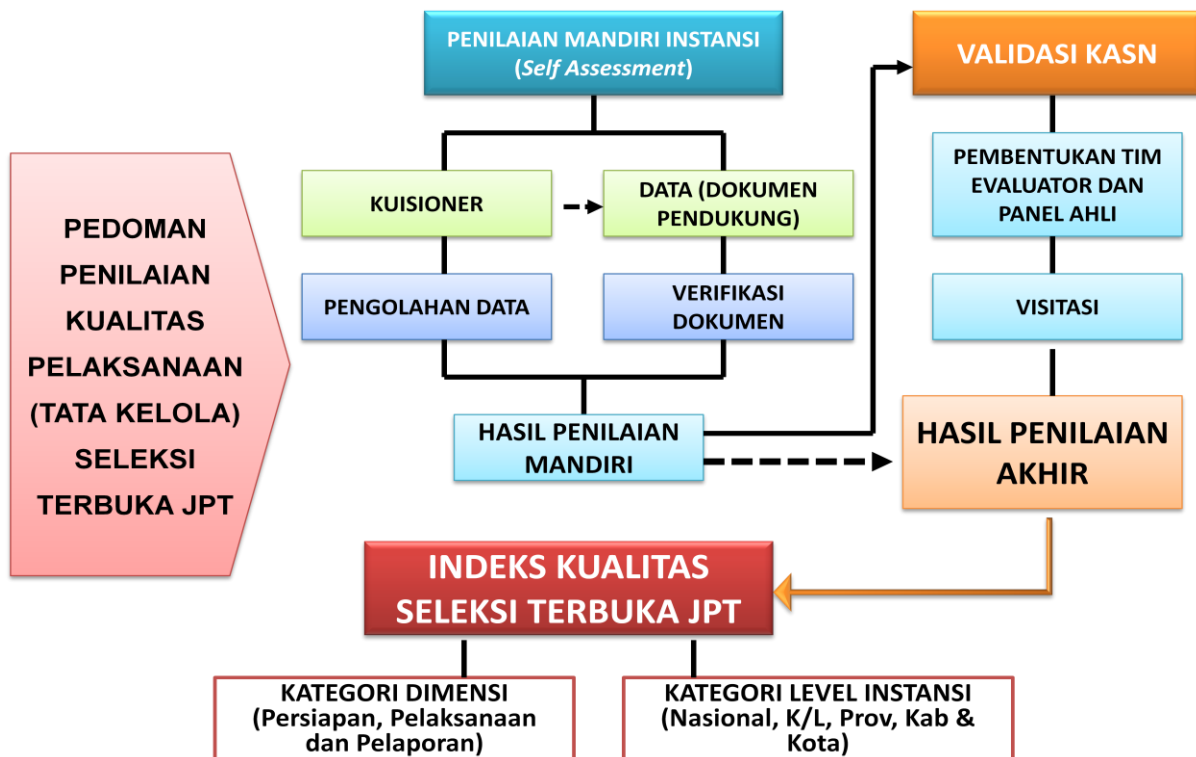 PENILAIAN MANDIRI INSTANSI
(Self Assessment)
VALIDASI KASN
PEDOMAN
PENILAIAN
KUALITAS
PELAKSANAAN
(TATA KELOLA)
SELEKSI
TERBUKA JPT
KUISIONER
DATA (DOKUMEN
PENDUKUNG)
PEMBENTUKAN TIM
EVALUATOR DAN
PANEL AHLI
PENGOLAHAN DATA
VERIFIKASI
DOKUMEN
VISITASI
HASIL PENILAIAN
MANDIRI
HASIL PENILAIAN
AKHIR
INDEKS KUALITAS
SELEKSI TERBUKA JPT
KATEGORI DIMENSI
(Persiapan, Pelaksanaan
dan Pelaporan)
KATEGORI LEVEL INSTANSI
(Nasional, K/L, Prov, Kab &
Kota)